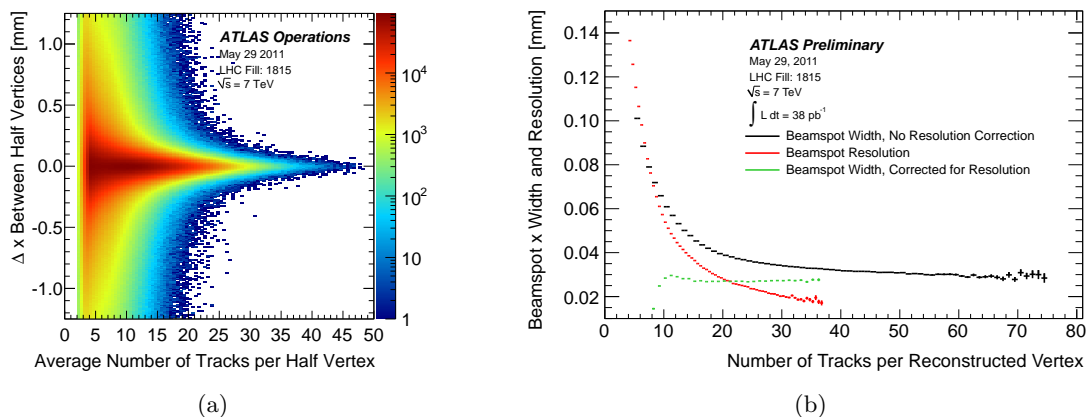 Δ x Between Half Vertices [mm]
1.0
0.5
0.0
-0.5
-1.0
ATLAS Operations
May 29 2011
LHC Fill: 1815
√s = 7 TeV
0 5 10 15 20 25 30 35 40 45 50
Average Number of Tracks per Half Vertex
10⁴
10³
10²
10
1
(a)
Beamspot x Width and Resolution [mm]
0.14
0.12
0.10
0.08
0.06
0.04
0.02
ATLAS Preliminary
May 29, 2011
LHC Fill: 1815
√s = 7 TeV
∫ L dt = 38 pb⁻¹
Beamspot Width, No Resolution Correction
Beamspot Resolution
Beamspot Width, Corrected for Resolution
0 10 20 30 40 50 60 70 80
Number of Tracks per Reconstructed Vertex
(b)